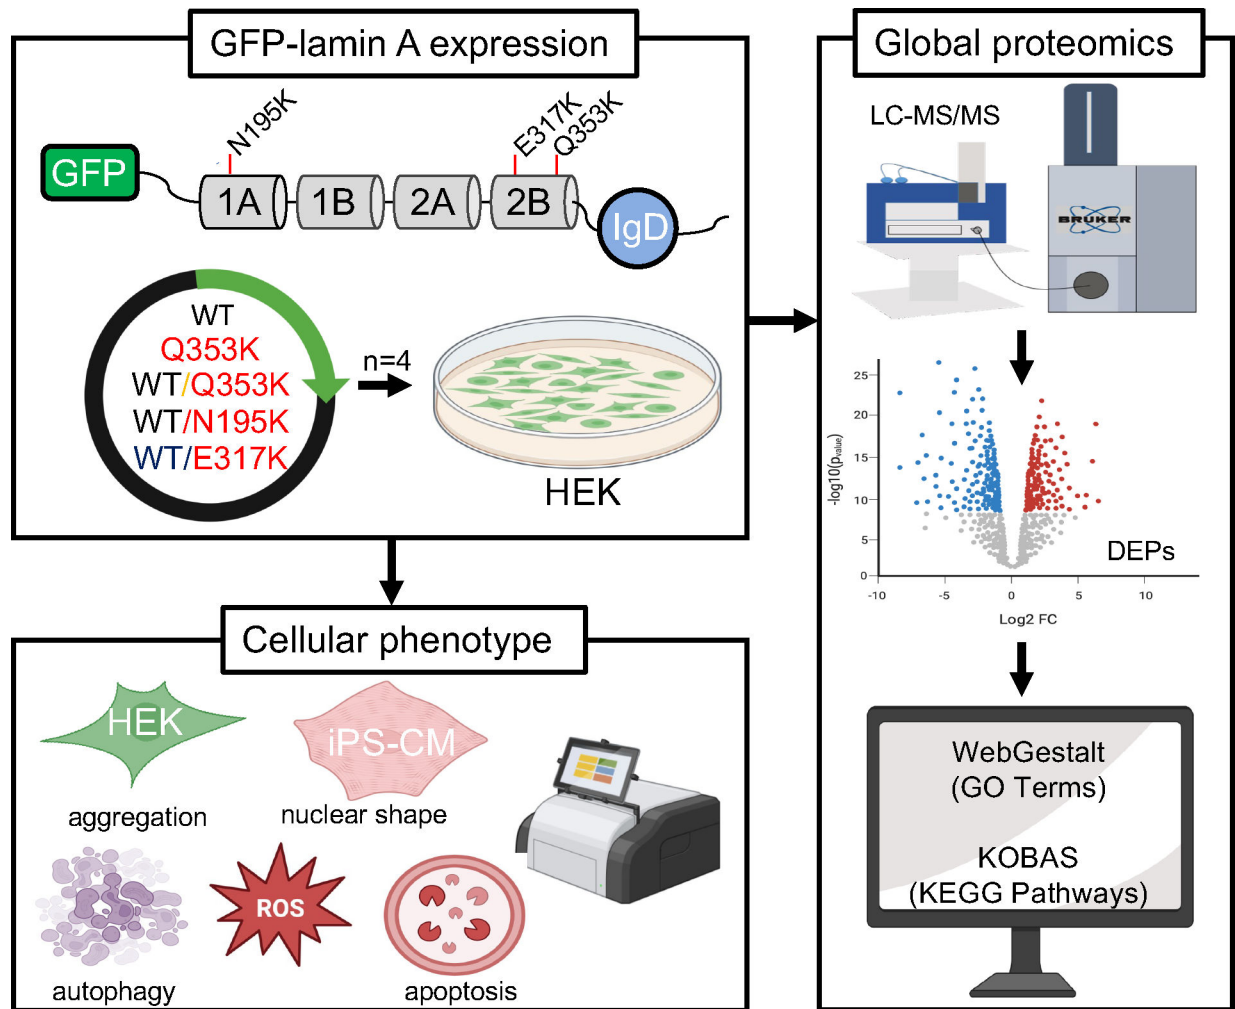 GFP-lamin A expression
N195K
E317K
Q353K
GFP
1A
1B
2A
2B
IgD
WT
Q353K
WT/Q353K
WT/N195K
WT/E317K
n=4
HEK
Global proteomics
LC-MS/MS
BRUKER
-log10(pvalue)
25
20
15
10
5
0
-10
-5
0
5
10
Log2 FC
DEPs
WebGestalt
(GO Terms)
KOBAS
(KEGG Pathways)
Cellular phenotype
HEK
iPS-CM
aggregation
nuclear shape
ROS
autophagy
apoptosis